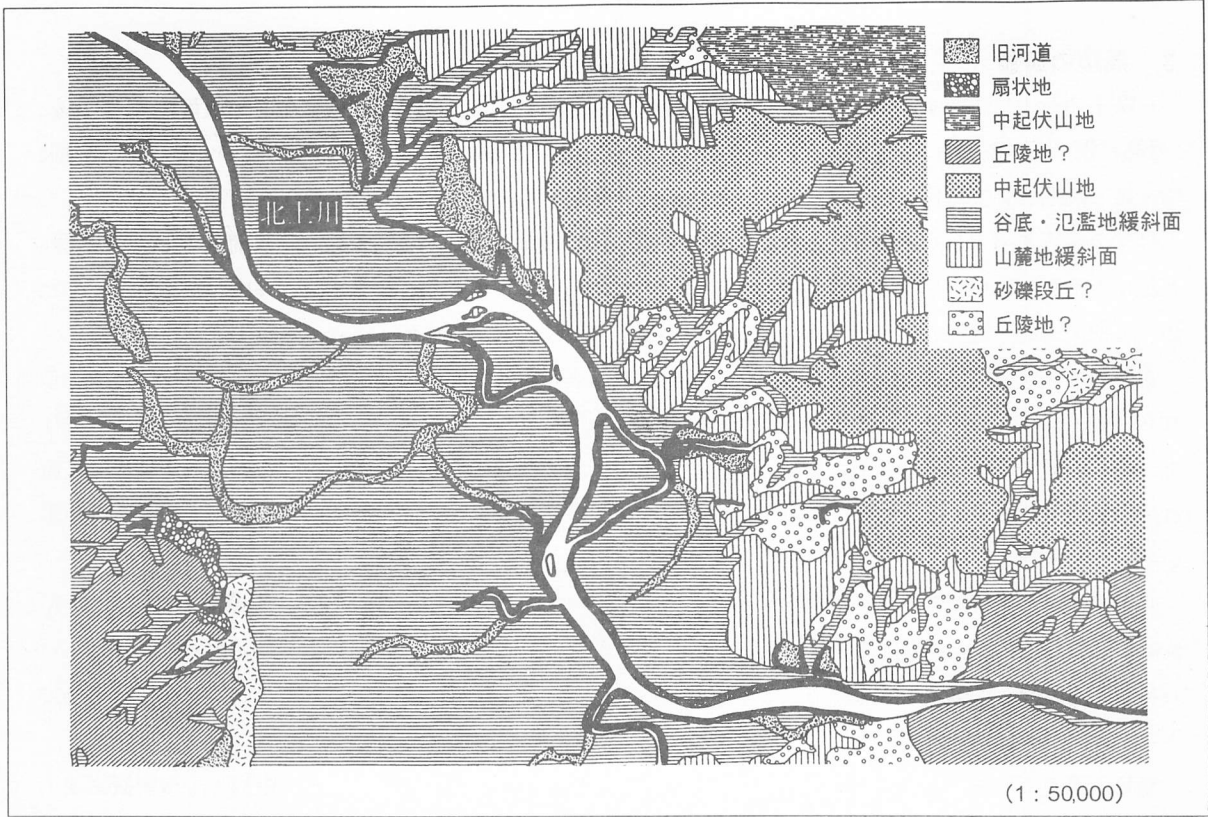 旧河道
扇状地
中起伏山地
丘陵地？
中起伏山地
谷底・氾濫地緩斜面
山麓地緩斜面
砂礫段丘？
丘陵地？
北上川
(1：50,000)